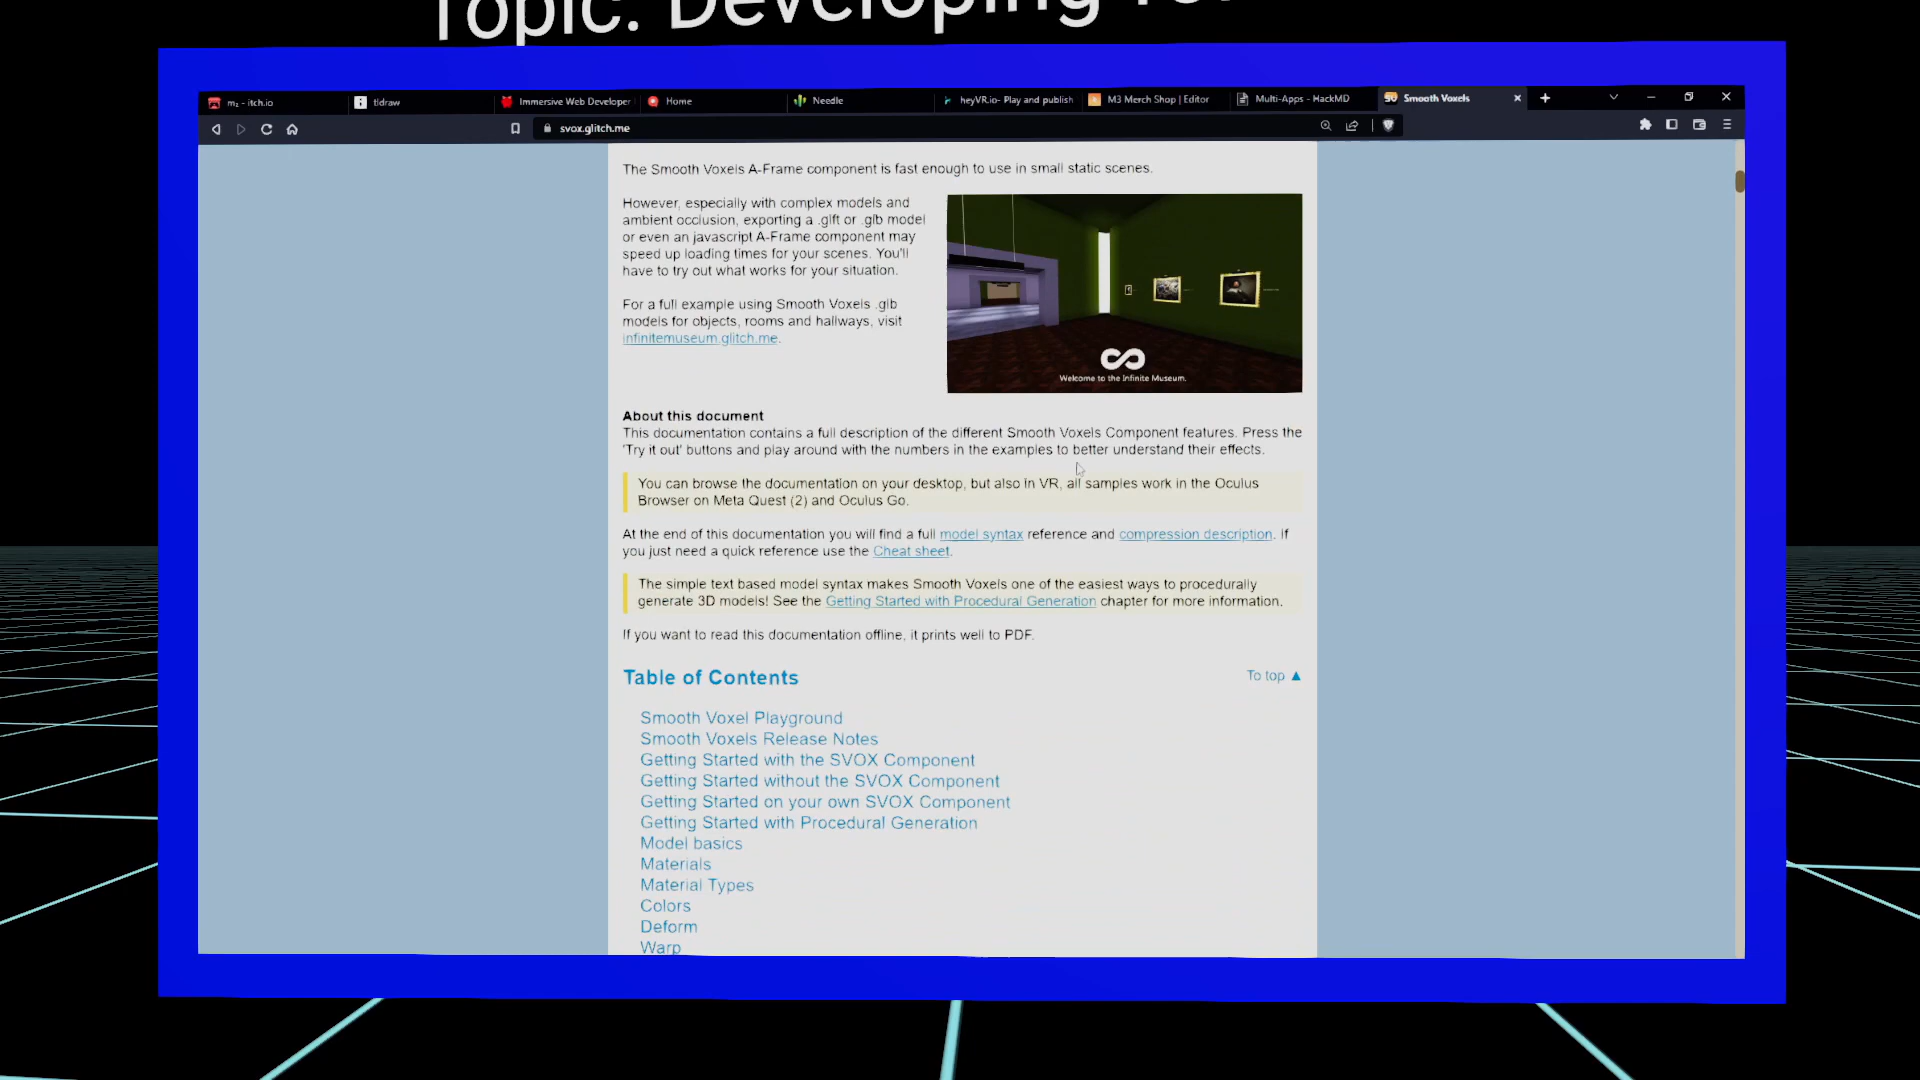 Topic: Developing
m₂ - itch.io
tldraw
Immersive Web Developer
Home
Needle
heyVR.io- Play and publish
M3 Merch Shop | Editor
Multi-Apps - HackMD
Smooth Voxels
svox.glitch.me
The Smooth Voxels A-Frame component is fast enough to use in small static scenes.
However, especially with complex models and
ambient occlusion, exporting a .glft or .gfb model
or even an javascript A-Frame component may
speed up loading times for your scenes. You'll
have to try out what works for your situation.
For a full example using Smooth Voxels .glb
models for objects, rooms and hallways, visit
infinitemuseum.glitch.me.
Welcome to the Infinite Museum.
About this document
This documentation contains a full description of the different Smooth Voxels Component features. Press the
'Try it out' buttons and play around with the numbers in the examples to better understand their effects.
You can browse the documentation on your desktop, but also in VR, all samples work in the Oculus
Browser on Meta Quest (2) and Oculus Go.
At the end of this documentation you will find a full model syntax reference and compression description. If
you just need a quick reference use the Cheat sheet.
The simple text based model syntax makes Smooth Voxels one of the easiest ways to procedurally
generate 3D models! See the Getting Started with Procedural Generation chapter for more information.
If you want to read this documentation offline, it prints well to PDF.
Table of Contents
To top ▲
Smooth Voxel Playground
Smooth Voxels Release Notes
Getting Started with the SVOX Component
Getting Started without the SVOX Component
Getting Started on your own SVOX Component
Getting Started with Procedural Generation
Model basics
Materials
Material Types
Colors
Deform
Warp